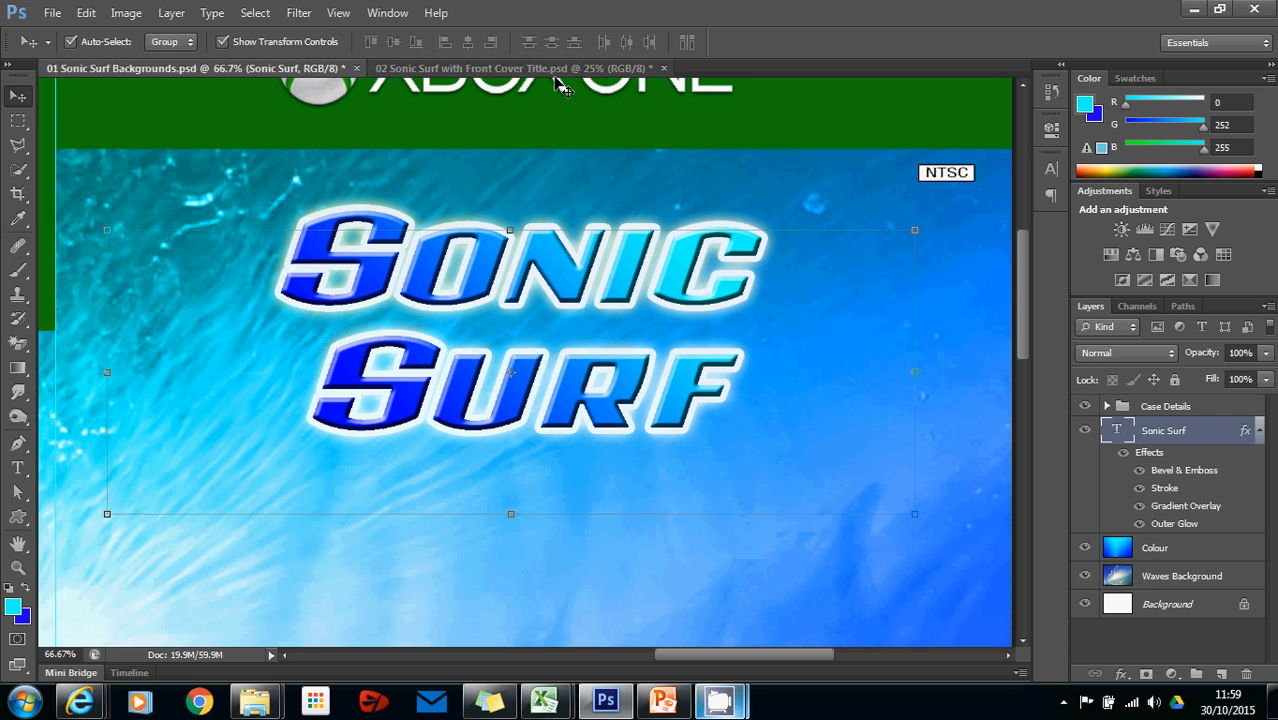 Ps File Edit Image Layer Type Select Filter View Window Help
Auto-Select: Group Show Transform Controls Essentials
01 Sonic Surf Backgrounds.psd @ 66.7% (Sonic Surf, RGB/8) * × 02 Sonic Surf with Front Cover Title.psd @ 25% (RGB/8) * ×
XBOX ONE
NTSC
Sonic
Surf
Color Swatches
R 0
G 252
B 255
Adjustments Styles
Add an adjustment
Layers Channels Paths
Kind
Normal Opacity: 100%
Lock: Fill: 100%
Case Details
T Sonic Surf fx
Effects
Bevel & Emboss
Stroke
Gradient Overlay
Outer Glow
Colour
Waves Background
Background
66.67% Doc: 19.9M/59.9M
Mini Bridge Timeline
11:59
30/10/2015